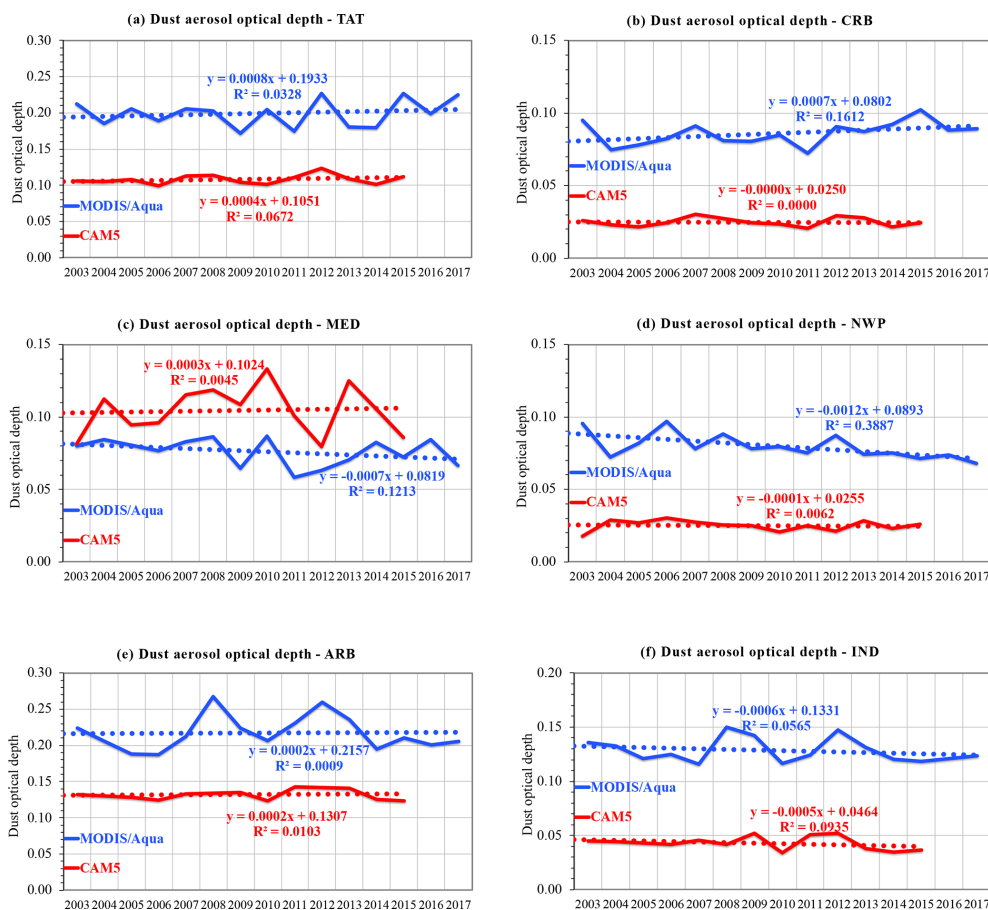 (a) Dust aerosol optical depth - TAT
Dust optical depth
0.30
0.25
0.20
0.15
0.10
0.05
0.00
y = 0.0008x + 0.1933
R² = 0.0328
MODIS/Aqua
y = 0.0004x + 0.1051
R² = 0.0672
CAM5
2003 2004 2005 2006 2007 2008 2009 2010 2011 2012 2013 2014 2015 2016 2017
(b) Dust aerosol optical depth - CRB
Dust optical depth
0.15
0.10
0.05
0.00
y = 0.0007x + 0.0802
R² = 0.1612
MODIS/Aqua
CAM5
y = -0.0000x + 0.0250
R² = 0.0000
2003 2004 2005 2006 2007 2008 2009 2010 2011 2012 2013 2014 2015 2016 2017
(c) Dust aerosol optical depth - MED
Dust optical depth
0.15
0.10
0.05
0.00
y = 0.0003x + 0.1024
R² = 0.0045
y = -0.0007x + 0.0819
R² = 0.1213
MODIS/Aqua
CAM5
2003 2004 2005 2006 2007 2008 2009 2010 2011 2012 2013 2014 2015 2016 2017
(d) Dust aerosol optical depth - NWP
Dust optical depth
0.15
0.10
0.05
0.00
y = -0.0012x + 0.0893
R² = 0.3887
MODIS/Aqua
CAM5
y = -0.0001x + 0.0255
R² = 0.0062
2003 2004 2005 2006 2007 2008 2009 2010 2011 2012 2013 2014 2015 2016 2017
(e) Dust aerosol optical depth - ARB
Dust optical depth
0.30
0.25
0.20
0.15
0.10
0.05
0.00
y = 0.0002x + 0.2157
R² = 0.0009
y = 0.0002x + 0.1307
R² = 0.0103
MODIS/Aqua
CAM5
2003 2004 2005 2006 2007 2008 2009 2010 2011 2012 2013 2014 2015 2016 2017
(f) Dust aerosol optical depth - IND
Dust optical depth
0.20
0.15
0.10
0.05
0.00
y = -0.0006x + 0.1331
R² = 0.0565
MODIS/Aqua
CAM5
y = -0.0005x + 0.0464
R² = 0.0935
2003 2004 2005 2006 2007 2008 2009 2010 2011 2012 2013 2014 2015 2016 2017